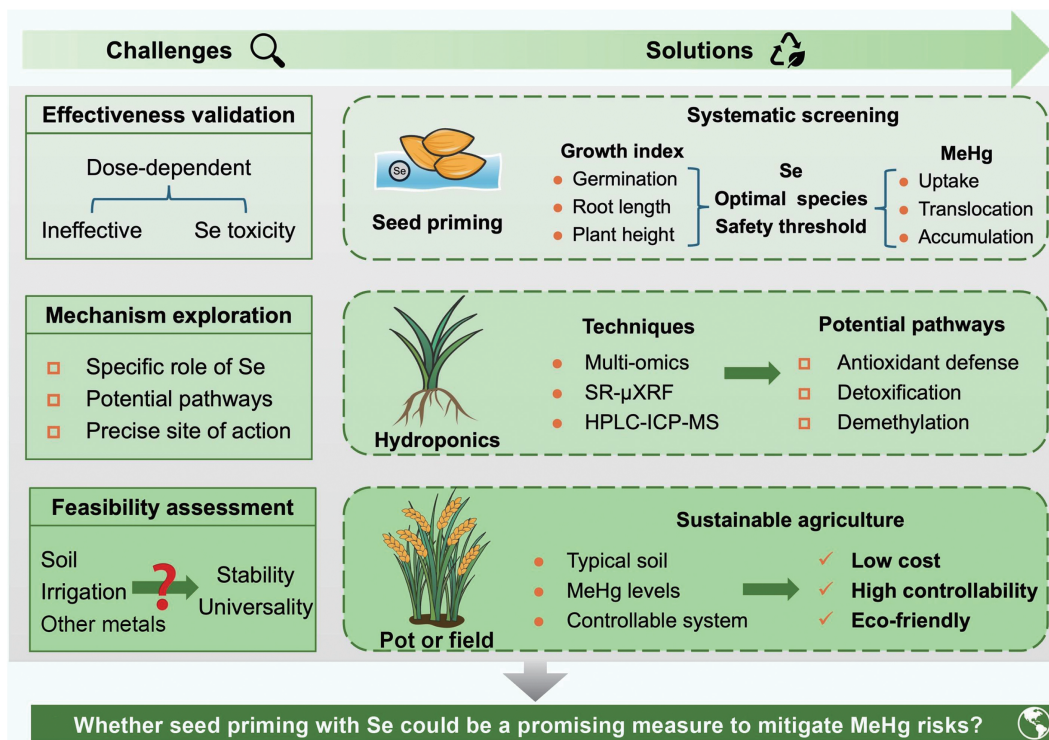 Challenges
Solutions
Effectiveness validation
Dose-dependent
Ineffective
Se toxicity
Systematic screening
Se
Seed priming
Growth index
Germination
Root length
Plant height
Se
Optimal species
Safety threshold
MeHg
Uptake
Translocation
Accumulation
Mechanism exploration
Specific role of Se
Potential pathways
Precise site of action
Hydroponics
Techniques
Multi-omics
SR-μXRF
HPLC-ICP-MS
Potential pathways
Antioxidant defense
Detoxification
Demethylation
Feasibility assessment
Soil
Irrigation
Other metals
?
Stability
Universality
Pot or field
Sustainable agriculture
Typical soil
MeHg levels
Controllable system
Low cost
High controllability
Eco-friendly
Whether seed priming with Se could be a promising measure to mitigate MeHg risks?